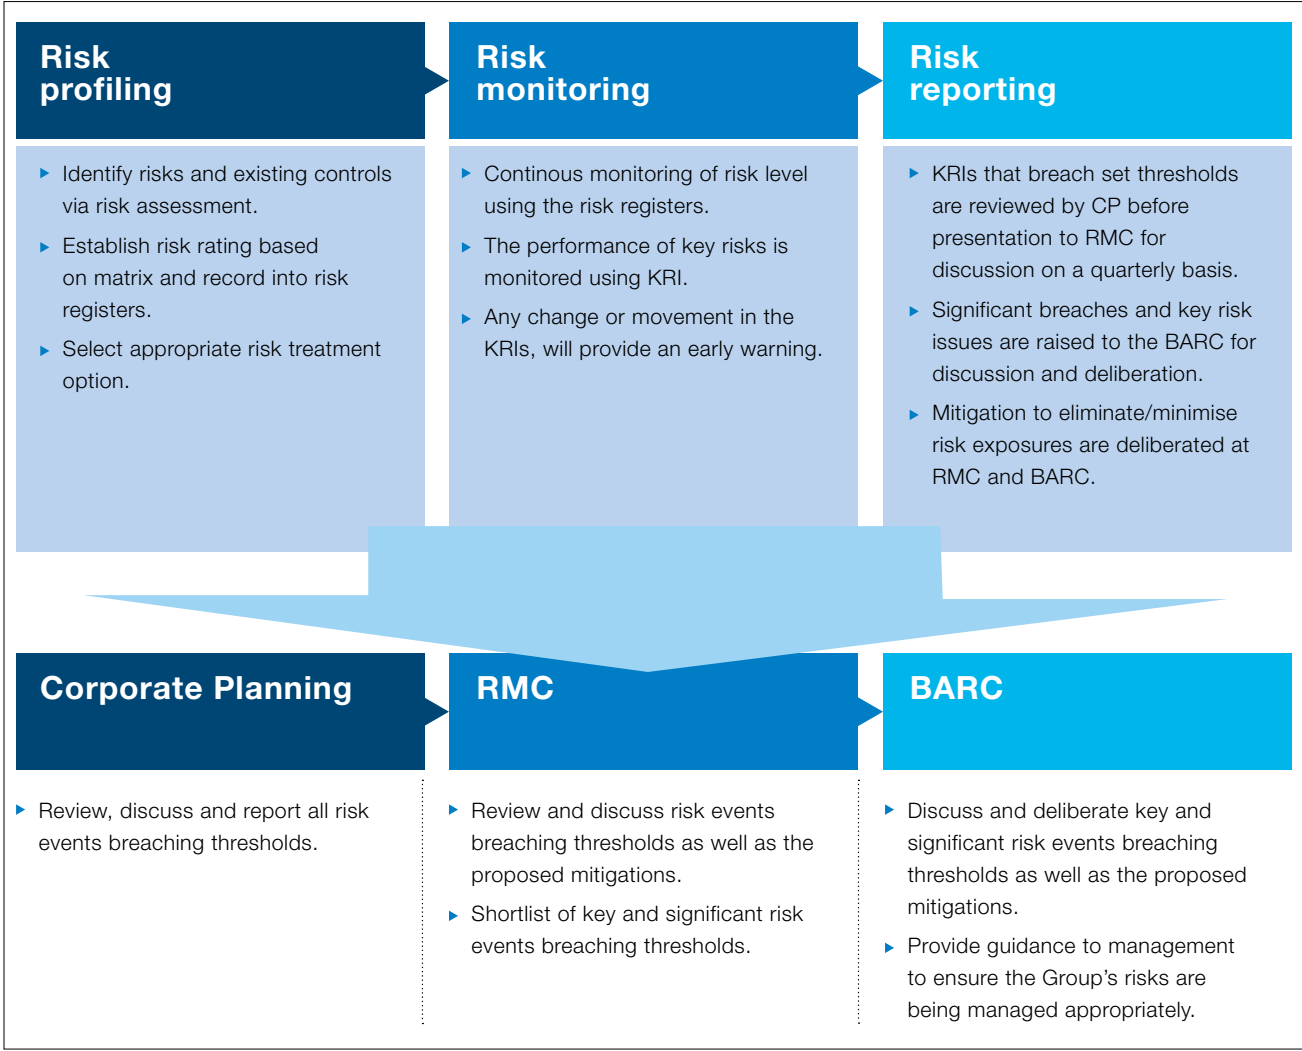 Risk
profiling
Identify risks and existing controls
via risk assessment.
Establish risk rating based
on matrix and record into risk
registers.
Select appropriate risk treatment
option.
Risk
monitoring
Continous monitoring of risk level
using the risk registers.
The performance of key risks is
monitored using KRI.
Any change or movement in the
KRIs, will provide an early warning.
Risk
reporting
KRIs that breach set thresholds
are reviewed by CP before
presentation to RMC for
discussion on a quarterly basis.
Significant breaches and key risk
issues are raised to the BARC for
discussion and deliberation.
Mitigation to eliminate/minimise
risk exposures are deliberated at
RMC and BARC.
Corporate Planning
Review, discuss and report all risk
events breaching thresholds.
RMC
Review and discuss risk events
breaching thresholds as well as the
proposed mitigations.
Shortlist of key and significant risk
events breaching thresholds.
BARC
Discuss and deliberate key and
significant risk events breaching
thresholds as well as the proposed
mitigations.
Provide guidance to management
to ensure the Group’s risks are
being managed appropriately.